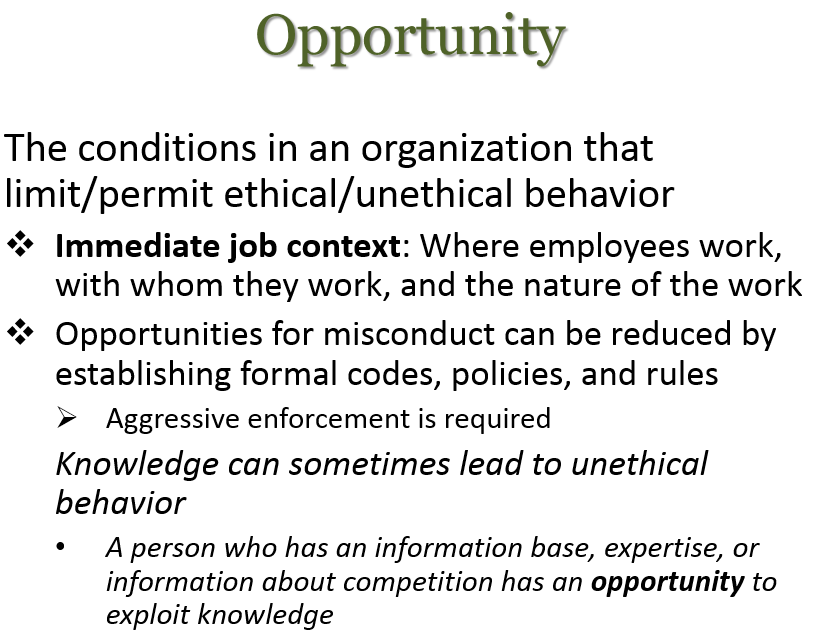 Opportunity
The conditions in an organization that
limit/permit ethical/unethical behavior
❖ Immediate job context: Where employees work,
with whom they work, and the nature of the work
❖ Opportunities for misconduct can be reduced by
establishing formal codes, policies, and rules
➢ Aggressive enforcement is required
Knowledge can sometimes lead to unethical
behavior
• A person who has an information base, expertise, or
information about competition has an opportunity to
exploit knowledge